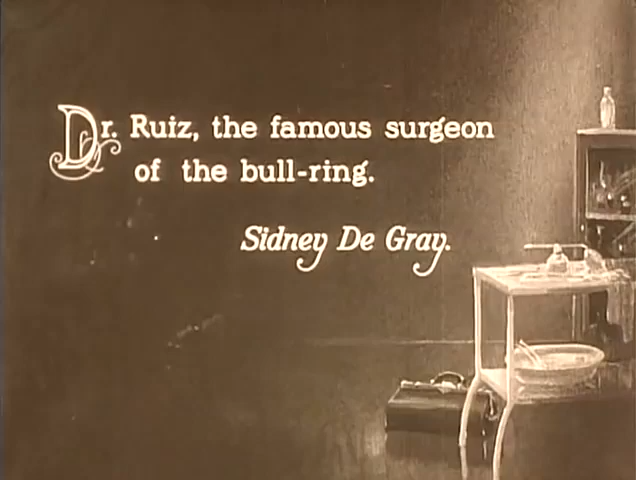 Dr. Ruiz, the famous surgeon
of the bull-ring.
Sidney De Gray.